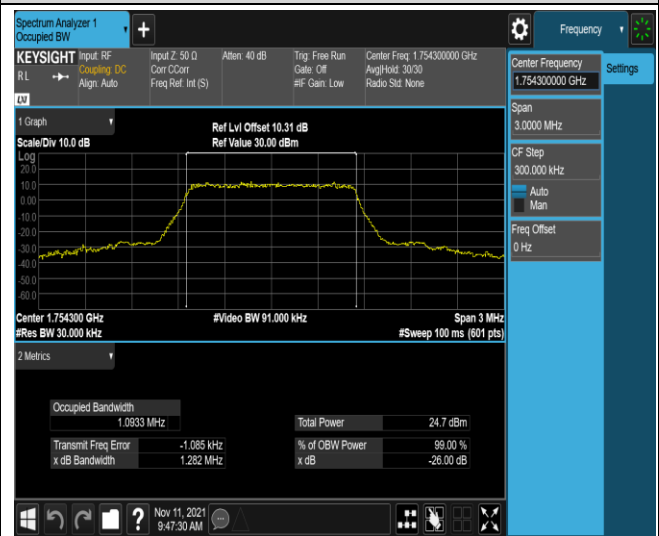 Spectrum Analyzer 1
Occupied BW
+
Frequency
KEYSIGHT Input: RF Input Z: 50 Ω Atten: 40 dB Trig: Free Run Center Freq: 1.754300000 GHz
RL Coupling: DC Corr CCorr Gate: Off Avg|Hold: 30/30
Align: Auto Freq Ref: Int (S) #IF Gain: Low Radio Std: None
Center Frequency
1.754300000 GHz
Settings
Span
3.0000 MHz
CF Step
300.000 kHz
Auto
Man
Freq Offset
0 Hz
1 Graph
Ref Lvl Offset 10.31 dB
Scale/Div 10.0 dB Ref Value 30.00 dBm
Log
20.0
10.0
0.00
-10.0
-20.0
-30.0
-40.0
-50.0
-60.0
Center 1.754300 GHz #Video BW 91.000 kHz Span 3 MHz
#Res BW 30.000 kHz #Sweep 100 ms (601 pts)
2 Metrics
Occupied Bandwidth
1.0933 MHz Total Power 24.7 dBm
Transmit Freq Error -1.085 kHz % of OBW Power 99.00 %
x dB Bandwidth 1.282 MHz x dB -26.00 dB
? Nov 11, 2021
9:47:30 AM